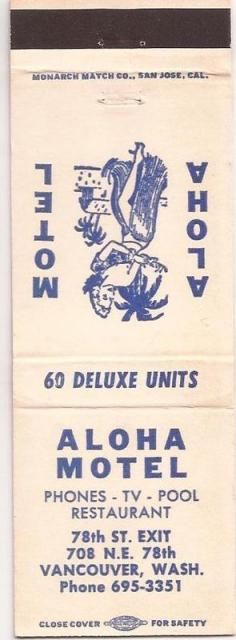 MONARCH MATCH CO., SAN JOSE, CAL.
ALOHA
MOTEL
60 DELUXE UNITS
ALOHA
MOTEL
PHONES - TV - POOL
RESTAURANT
78th ST. EXIT
708 N.E. 78th
VANCOUVER, WASH.
Phone 695-3351
CLOSE COVER FOR SAFETY